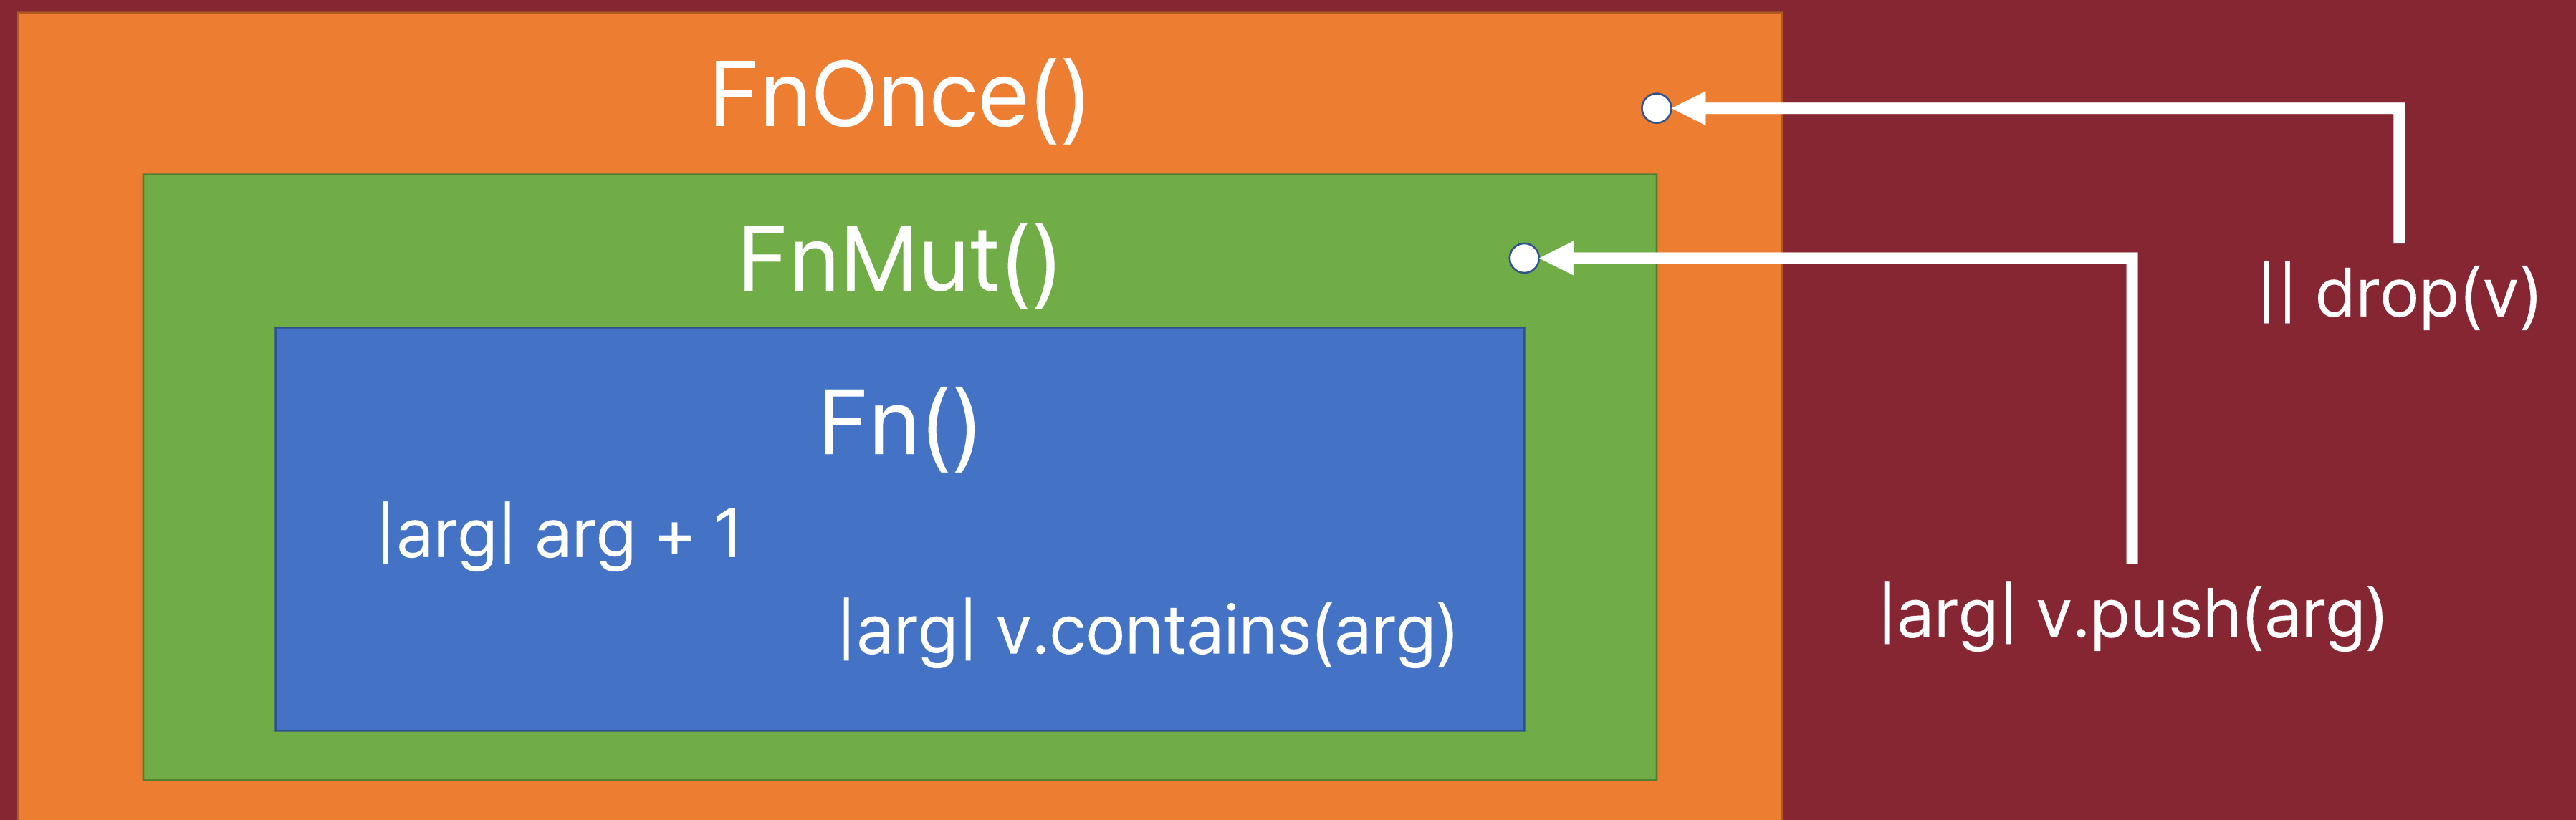 FnOnce()
FnMut()
|| drop(v)
Fn()
|arg| arg + 1
|arg| v.contains(arg)
|arg| v.push(arg)